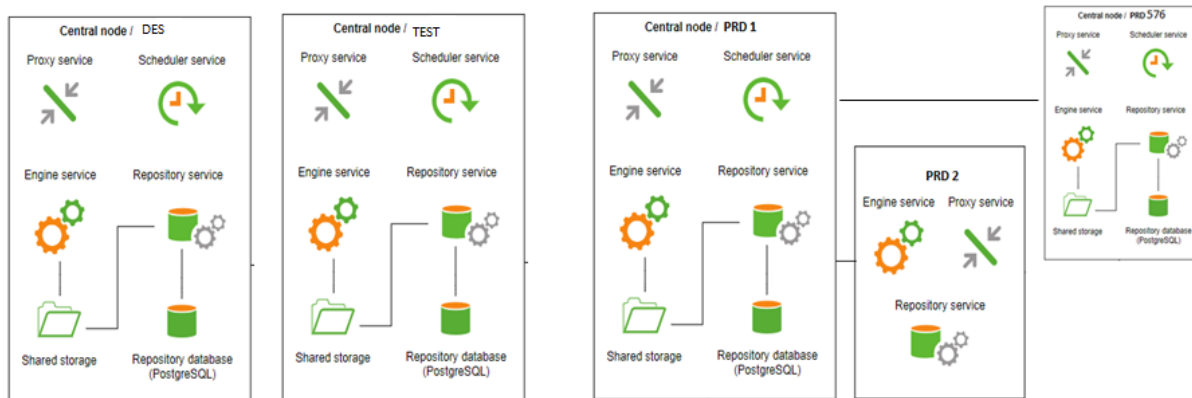 Central node / DES
Proxy service Scheduler service
Engine service Repository service
Shared storage Repository database
(PostgreSQL)
Central node / TEST
Proxy service Scheduler service
Engine service Repository service
Shared storage Repository database
(PostgreSQL)
Central node / PRD 1
Proxy service Scheduler service
Engine service Repository service
Shared storage Repository database
(PostgreSQL)
PRD 2
Engine service Proxy service
Repository service
Central node / PRD 576
Proxy service Scheduler service
Engine service Repository service
Shared storage Repository database
(PostgreSQL)